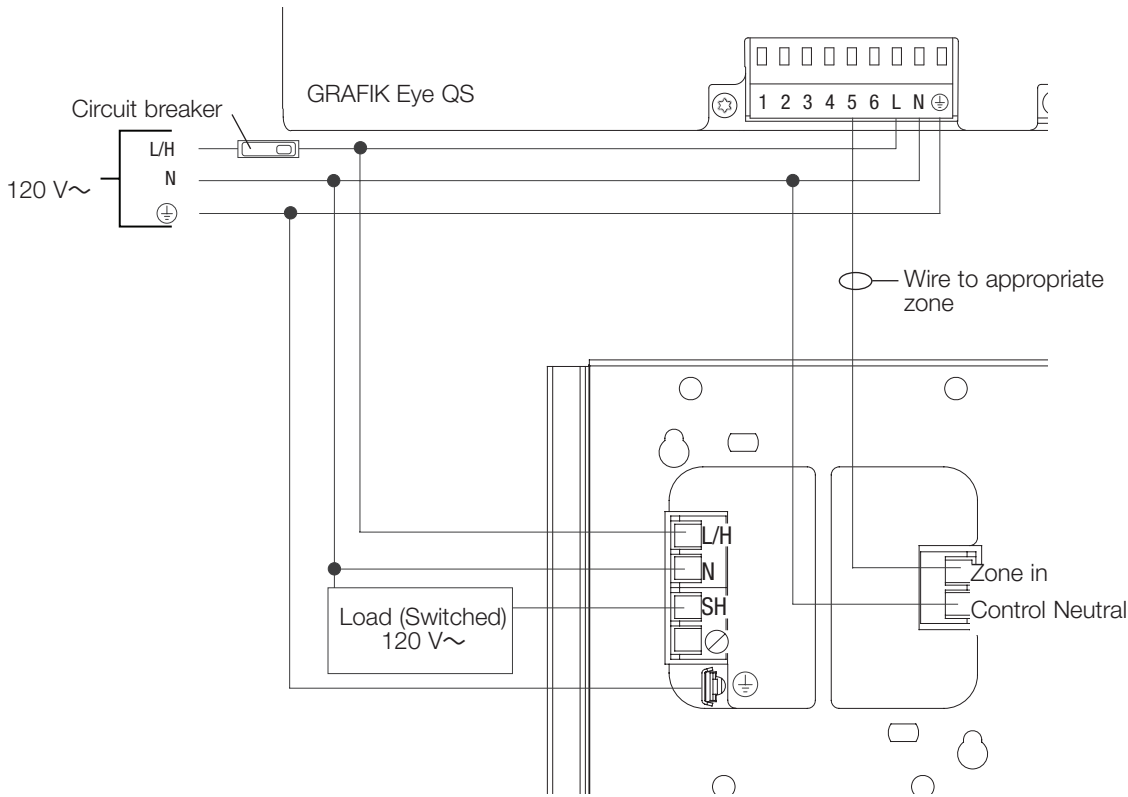 GRAFIK Eye QS
1 2 3 4 5 6 L N
Circuit breaker
L/H
N
120 V~
Wire to appropriate
zone
L/H
N
SH
Load (Switched)
120 V~
Zone in
Control Neutral